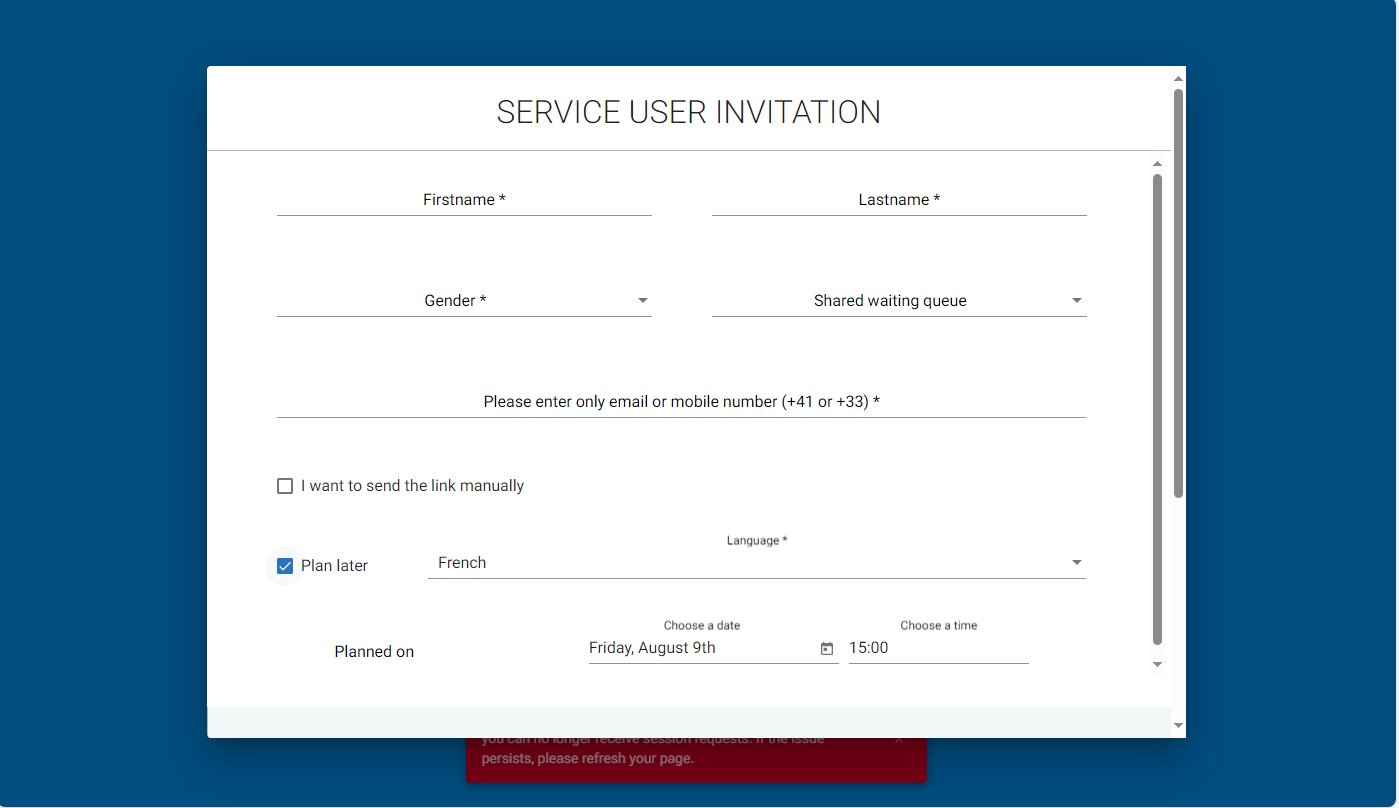 SERVICE USER INVITATION
Firstname *
Lastname *
Gender *
Shared waiting queue
Please enter only email or mobile number (+41 or +33) *
I want to send the link manually
Language *
Plan later
French
Choose a date
Choose a time
Planned on
Friday, August 9th
15:00
you can no longer receive session requests. If the issue
persists, please refresh your page.